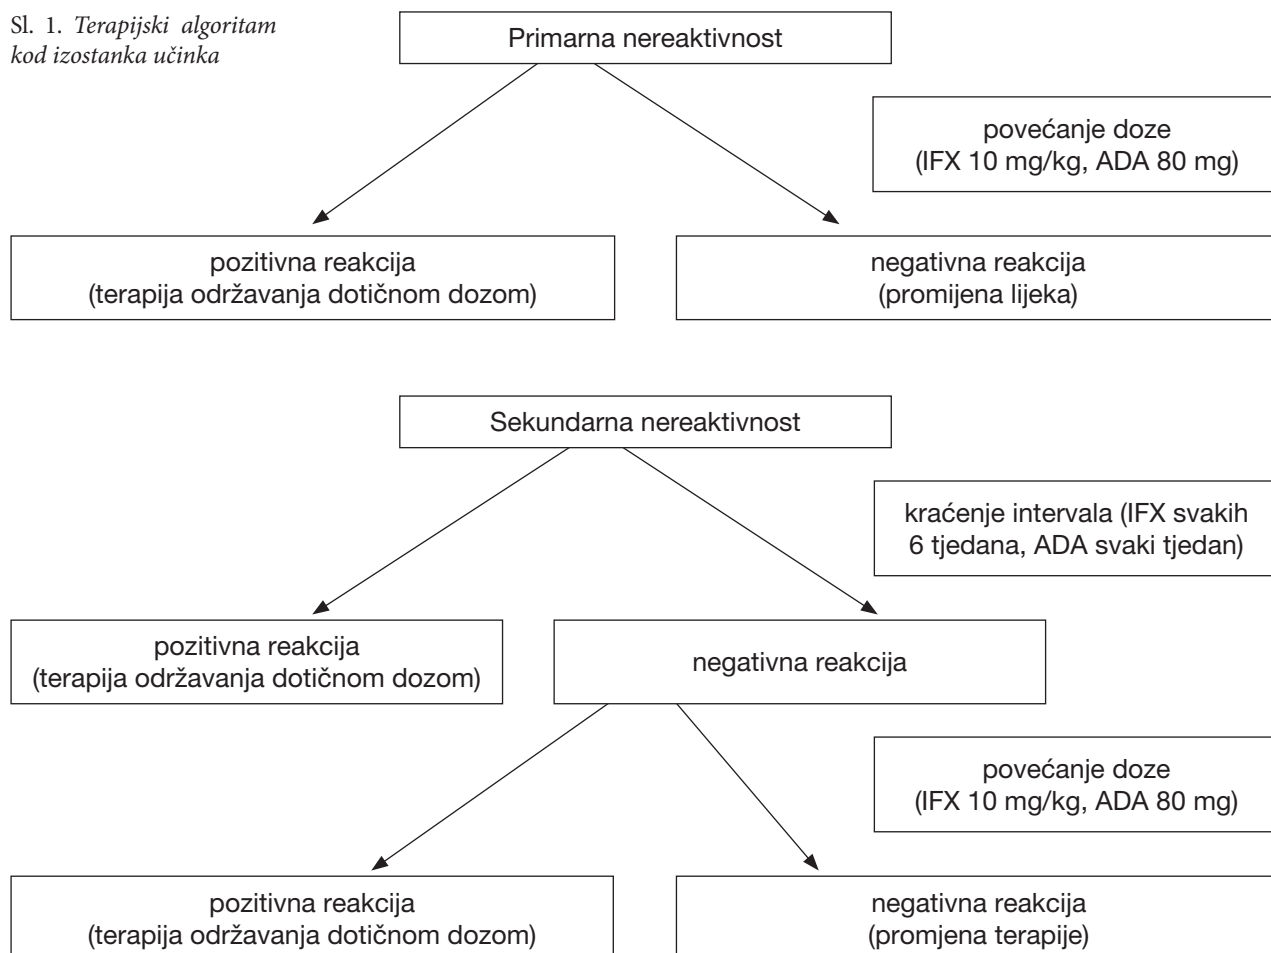 Sl. 1. Terapijski algoritam
kod izostanka učinka
Primarna nereaktivnost
povećanje doze
(IFX 10 mg/kg, ADA 80 mg)
pozitivna reakcija
(terapija održavanja dotičnom dozom)
negativna reakcija
(promijena lijeka)
Sekundarna nereaktivnost
kraćenje intervala (IFX svakih
6 tjedana, ADA svaki tjedan)
pozitivna reakcija
(terapija održavanja dotičnom dozom)
negativna reakcija
povećanje doze
(IFX 10 mg/kg, ADA 80 mg)
pozitivna reakcija
(terapija održavanja dotičnom dozom)
negativna reakcija
(promjena terapije)